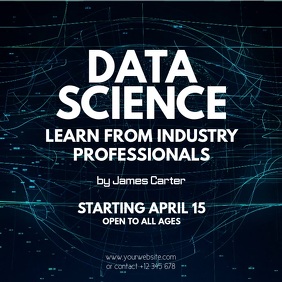 DATA
SCIENCE
LEARN FROM INDUSTRY
PROFESSIONALS
by James Carter
STARTING APRIL 15
OPEN TO ALL AGES
www.yourwebsite.com
or contact +12 345 678